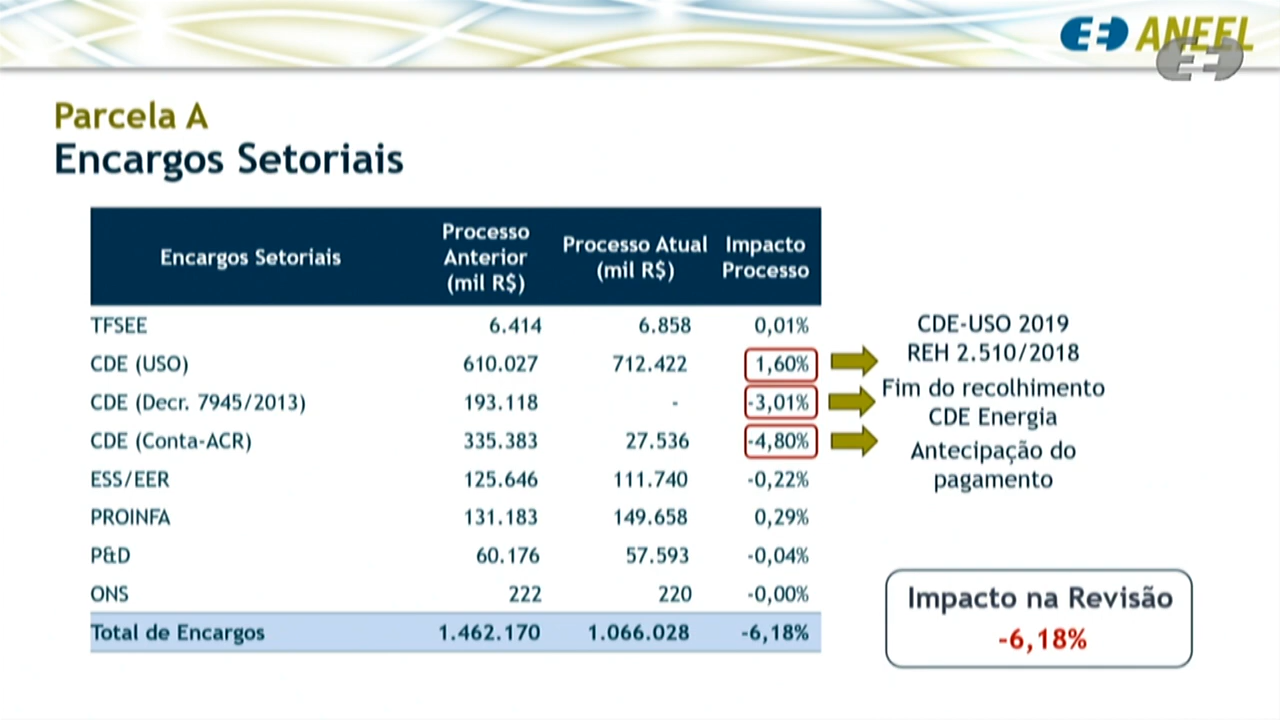 ANEEL
Parcela A
Encargos Setoriais
Encargos Setoriais
Processo
Anterior
(mil R$)
Processo Atual
(mil R$)
Impacto
Processo
TFSEE 6.414 6.858 0,01%
CDE (USO) 610.027 712.422 1,60%
CDE (Decr. 7945/2013) 193.118 - -3,01%
CDE (Conta-ACR) 335.383 27.536 -4,80%
ESS/EER 125.646 111.740 -0,22%
PROINFA 131.183 149.658 0,29%
P&D 60.176 57.593 -0,04%
ONS 222 220 -0,00%
Total de Encargos 1.462.170 1.066.028 -6,18%
CDE-USO 2019
REH 2.510/2018
Fim do recolhimento
CDE Energia
Antecipação do
pagamento
Impacto na Revisão
-6,18%